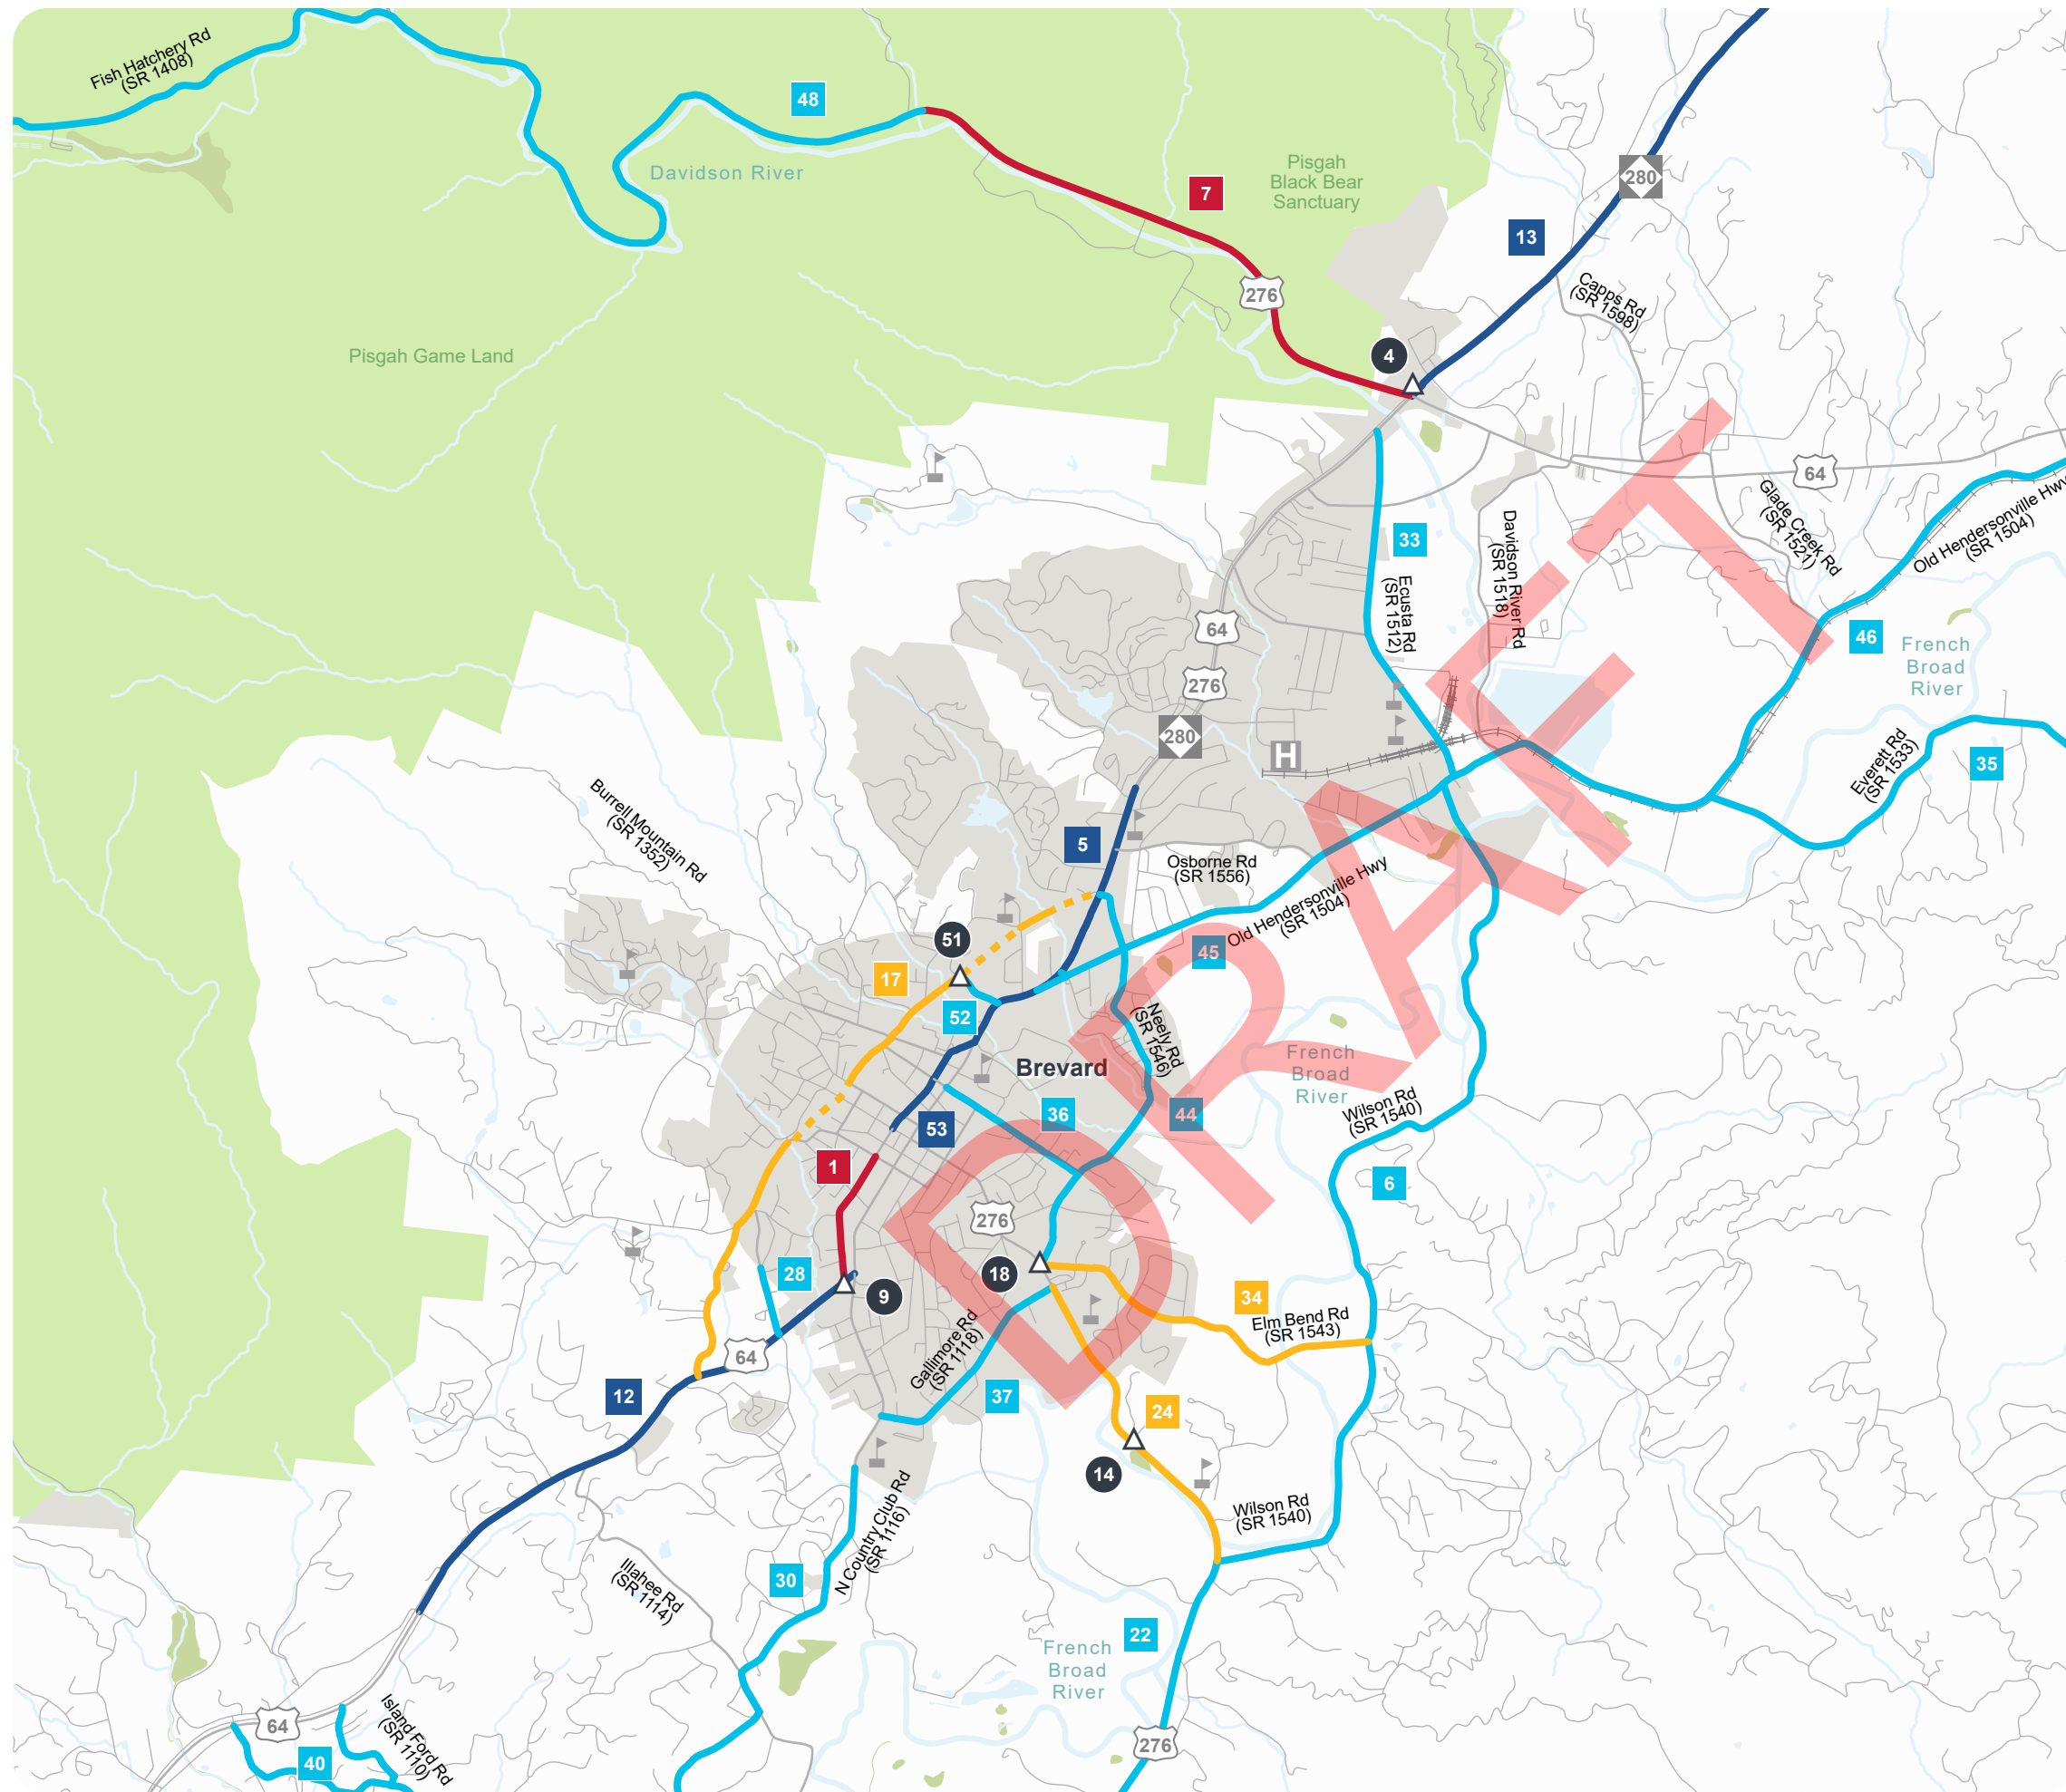 Fish Hatchery Rd
(SR 1408)
48
Davidson River
7
Pisgah
Black Bear
Sanctuary
280
13
276
Capps Rd
(SR 1598)
Pisgah Game Land
4
64
33
Glade Creek Rd
(SR 1521)
Old Hendersonville Hwy
(SR 1504)
Davidson River Rd
(SR 1518)
Ecusta Rd
(SR 1512)
64
46
French
Broad
River
276
280
H
Everett Rd
(SR 1533)
35
Burrell Mountain Rd
(SR 1352)
5
Osborne Rd
(SR 1556)
Old Hendersonville Hwy
(SR 1504)
51
45
17
52
Neely Rd
(SR 1546)
Brevard
French
Broad
River
36
44
53
Wilson Rd
(SR 1540)
1
6
276
28
18
9
34
Elm Bend Rd
(SR 1543)
64
Gallimore Rd
(SR 1118)
12
37
24
14
N Country Club Rd
(SR 1116)
Wilson Rd
(SR 1540)
30
Illahee Rd
(SR 1114)
22
French
Broad
River
Island Ford Rd
(SR 1110)
64
276
40
DRAFT